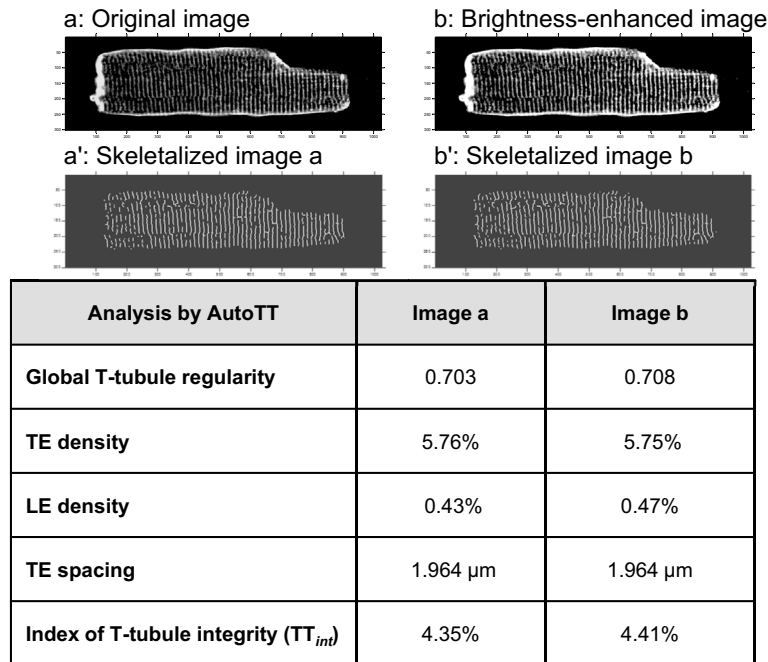 a: Original image
b: Brightness-enhanced image
a': Skeletalized image a
b': Skeletalized image b
Analysis by AutoTT Image a Image b
Global T-tubule regularity 0.703 0.708
TE density 5.76% 5.75%
LE density 0.43% 0.47%
TE spacing 1.964 µm 1.964 µm
Index of T-tubule integrity (TTint) 4.35% 4.41%